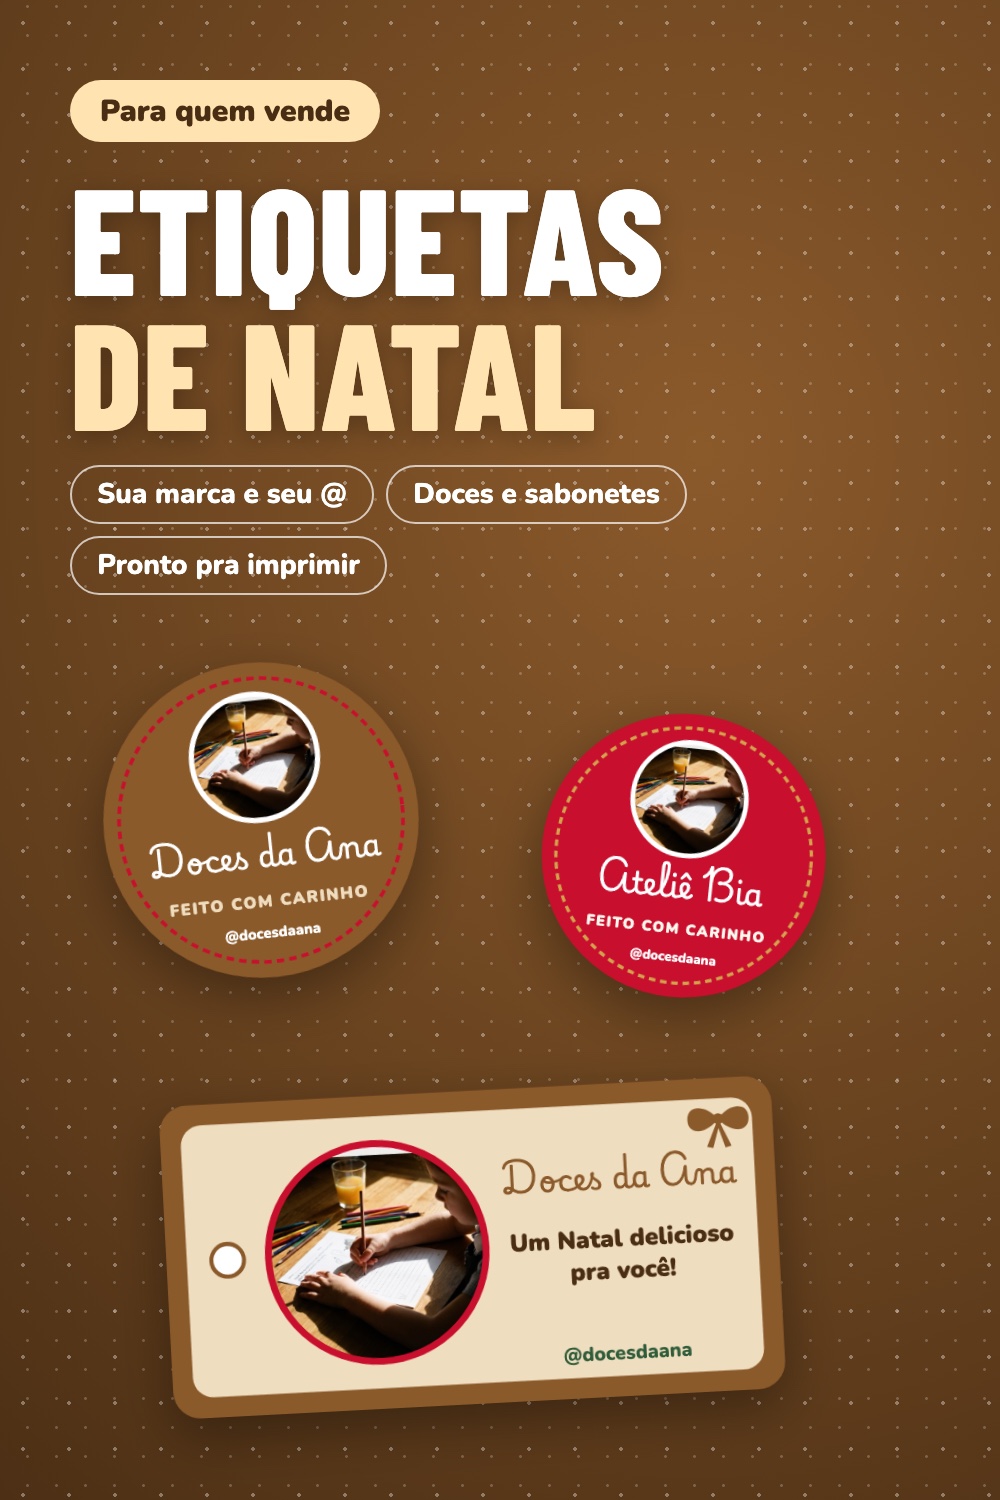 Para quem vende
ETIQUETAS
DE NATAL
Sua marca e seu @
Doces e sabonetes
Pronto pra imprimir
Doces da Ana
FEITO COM CARINHO
@docesdaana
Ateliê Bia
FEITO COM CARINHO
@docesdaana
Doces da Ana
Um Natal delicioso
pra você!
@docesdaana